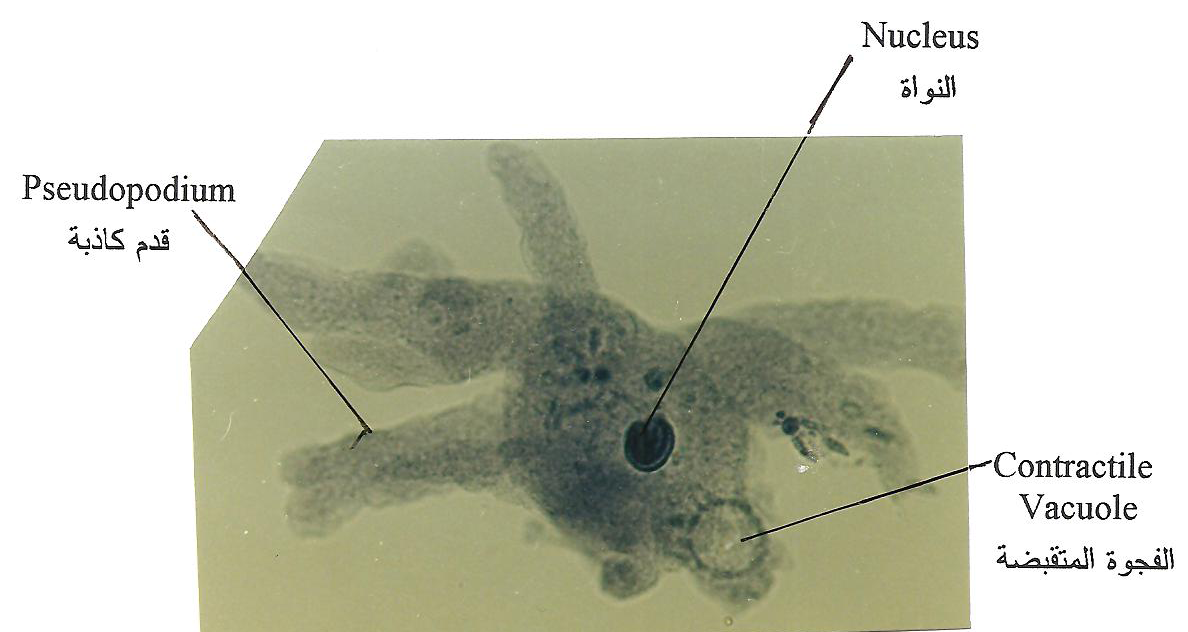 Nucleus
النواة
Pseudopodium
قدم كاذبة
Contractile
Vacuole
الفجوة المتقبضة